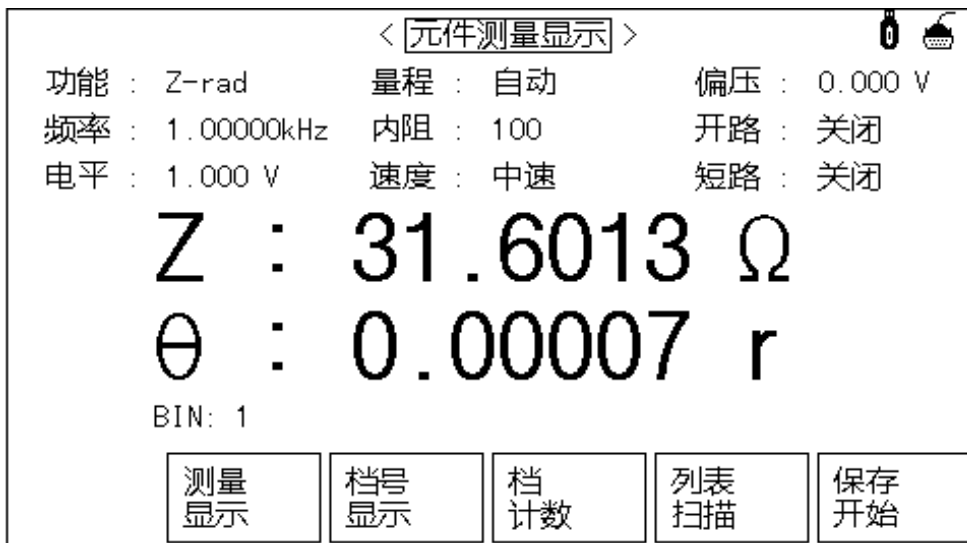 < 元件测量显示 >
功能 : Z-rad 量程 : 自动 偏压 : 0.000 V
频率 : 1.00000kHz 内阻 : 100 开路 : 关闭
电平 : 1.000 V 速度 : 中速 短路 : 关闭
Z : 31.6013 Ω
θ : 0.00007 r
BIN: 1
测量 档号 档 列表 保存
显示 显示 计数 扫描 开始